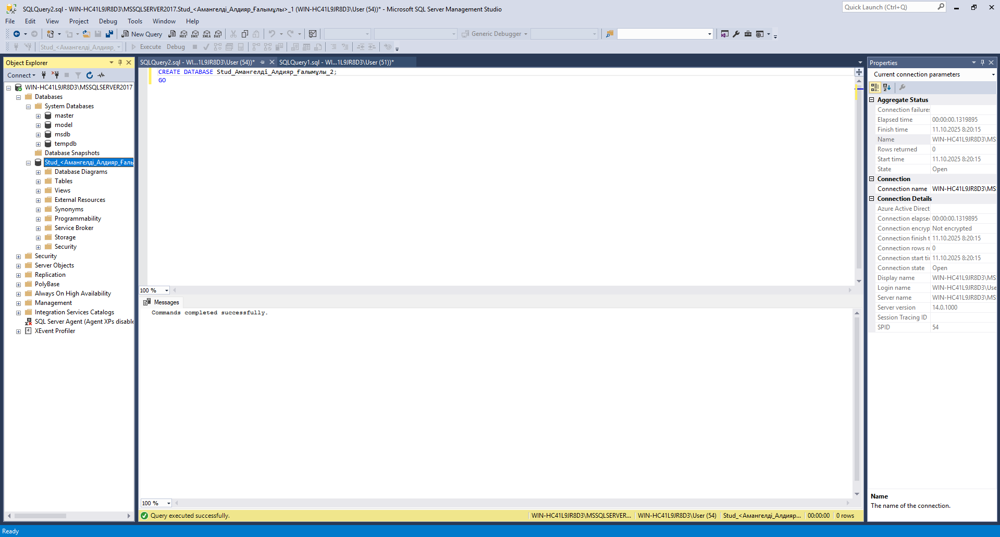 SQLQuery2.sql - WIN-HC41L9JR8D3\MSSQLSERVER2017.Stud_<Амангелді_Алдияр_Ғалымұлы>_1 (WIN-HC41L9JR8D3\User (54))* - Microsoft SQL Server Management Studio
Quick Launch (Ctrl+Q)
File Edit View Project Debug Tools Window Help
New Query
MDX DMX XMLA DAX
Generic Debugger
Stud_<Амангелді_Алдияр_
Execute Debug
Object Explorer
Connect
WIN-HC41L9JR8D3\MSSQLSERVER2017
Databases
System Databases
master
model
msdb
tempdb
Database Snapshots
Stud_<Амангелді_Алдияр_Ғалы
Database Diagrams
Tables
Views
External Resources
Synonyms
Programmability
Service Broker
Storage
Security
Security
Server Objects
Replication
PolyBase
Always On High Availability
Management
Integration Services Catalogs
SQL Server Agent (Agent XPs disable
XEvent Profiler
SQLQuery2.sql - WI...1L9JR8D3\User (54))*
SQLQuery1.sql - WI...1L9JR8D3\User (51))*
CREATE DATABASE Stud_Амангелді_Алдияр_Ғалымұлы_2;
GO
100 %
Messages
Commands completed successfully.
100 %
Query executed successfully.
WIN-HC41L9JR8D3\MSSQLSERVER... WIN-HC41L9JR8D3\User (54) Stud_<Амангелді_Алдияр... 00:00:00 0 rows
Properties
Current connection parameters
Aggregate Status
Connection failures
Elapsed time 00:00:00.1319895
Finish time 11.10.2025 8:20:15
Name WIN-HC41L9JR8D3\MS
Rows returned 0
Start time 11.10.2025 8:20:15
State Open
Connection
Connection name WIN-HC41L9JR8D3\MS
Connection Details
Azure Active Direct
Connection elapse 00:00:00.1319895
Connection encryp Not encrypted
Connection finish t 11.10.2025 8:20:15
Connection rows re 0
Connection start ti 11.10.2025 8:20:15
Connection state Open
Display name WIN-HC41L9JR8D3\MS
Login name WIN-HC41L9JR8D3\Use
Server name WIN-HC41L9JR8D3\MS
Server version 14.0.1000
Session Tracing ID
SPID 54
Name
The name of the connection.
Ready